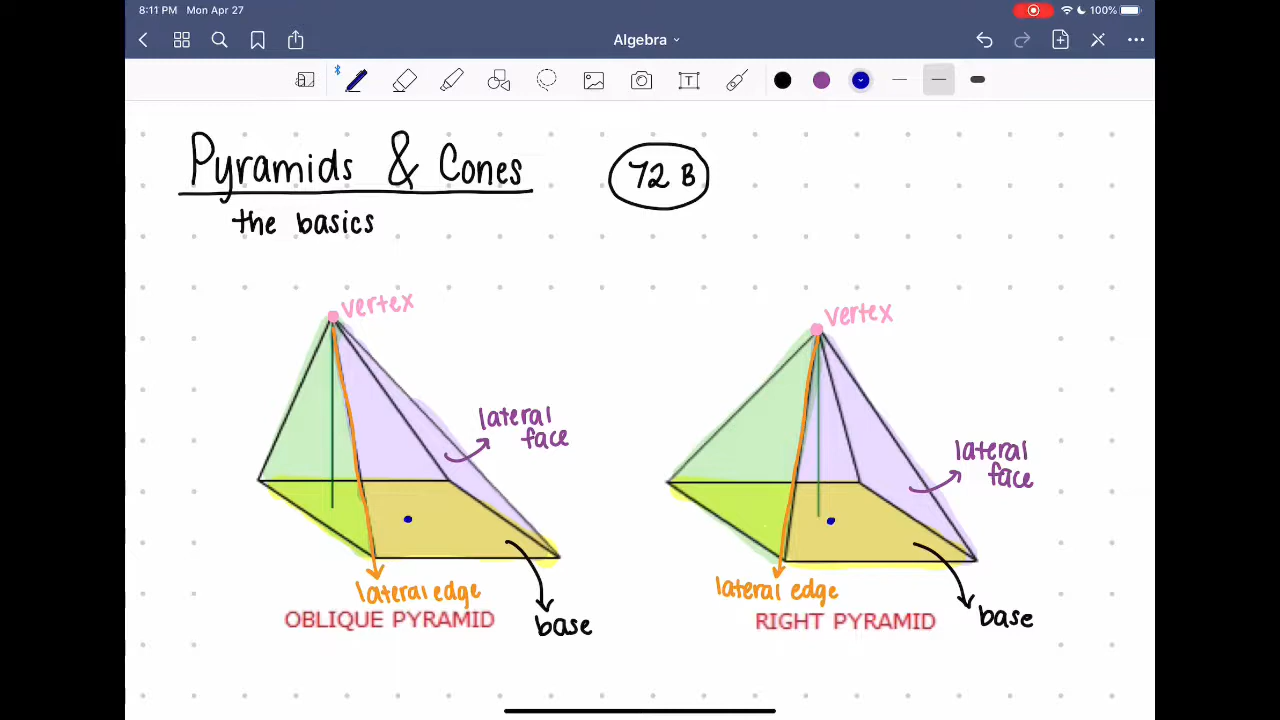 8:11 PM Mon Apr 27
100%
Algebra
T
Pyramids & Cones
72 B
the basics
vertex
vertex
lateral
face
lateral
face
lateral edge
lateral edge
base
base
OBLIQUE PYRAMID
RIGHT PYRAMID